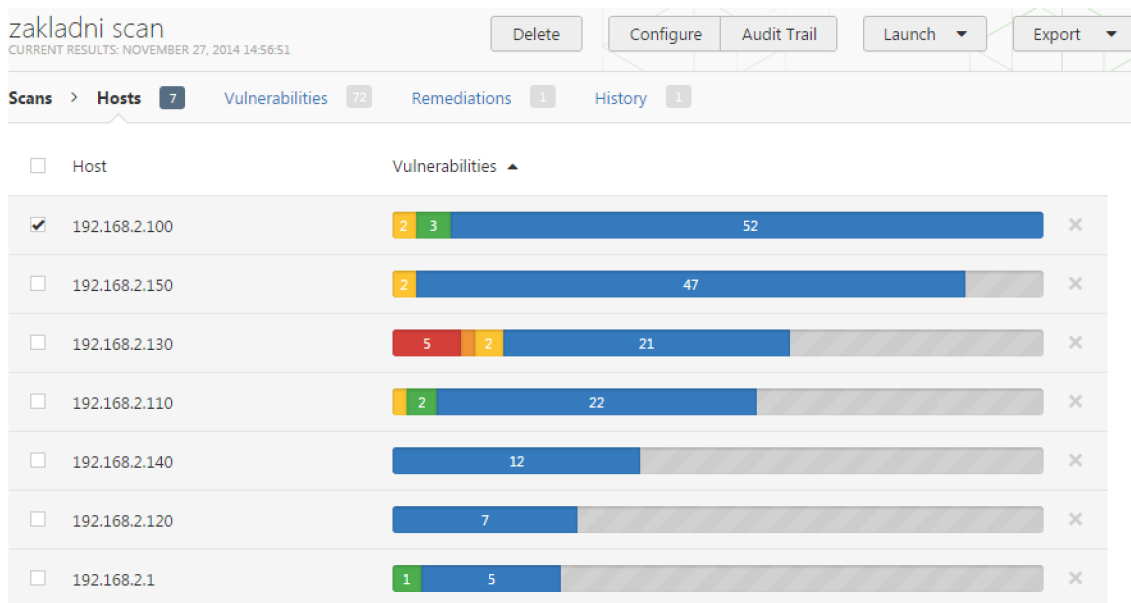 zakladni scan
CURRENT RESULTS: NOVEMBER 27, 2014 14:56:51
Delete Configure Audit Trail Launch Export
Scans > Hosts 7 Vulnerabilities 72 Remediations 1 History 1
Host Vulnerabilities
192.168.2.100 2 3 52
192.168.2.150 2 47
192.168.2.130 5 2 21
192.168.2.110 2 22
192.168.2.140 12
192.168.2.120 7
192.168.2.1 1 5